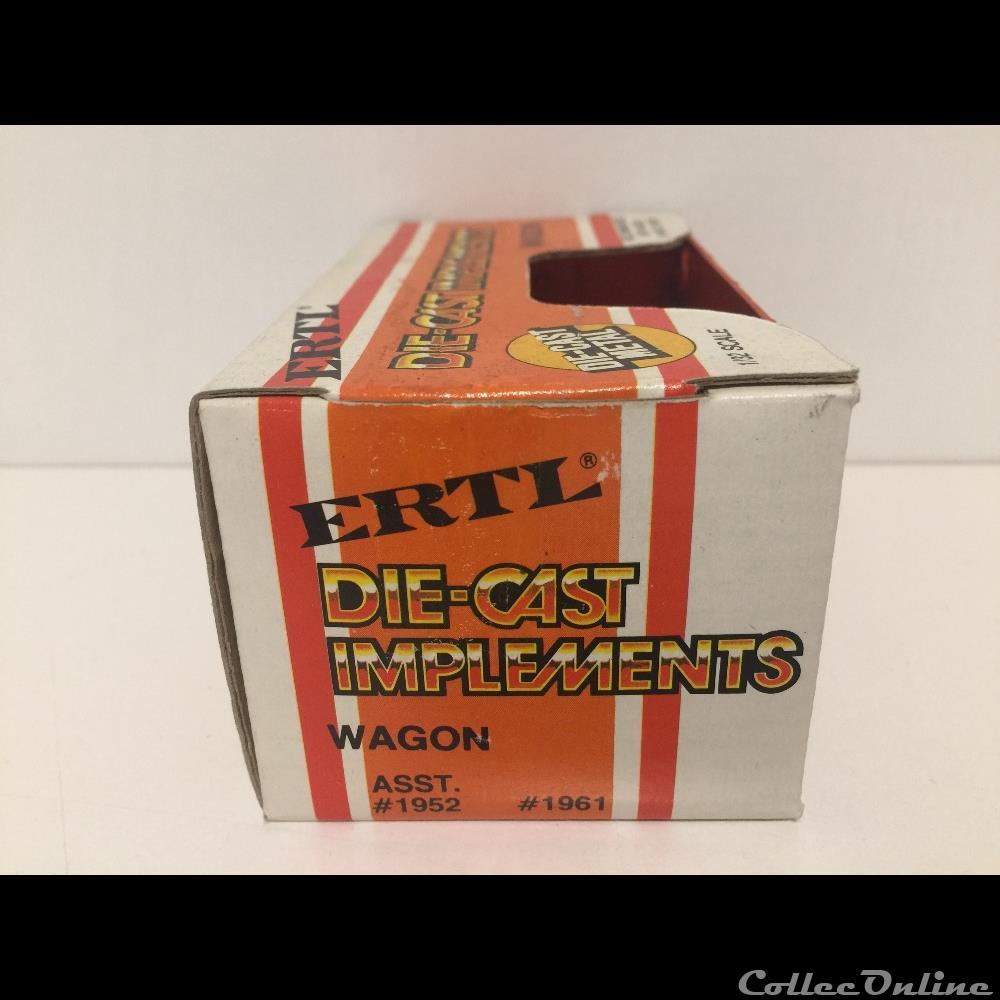 ERTL
DIE-CAST IMPLEMENTS
DIE-CAST
METAL
1:32 SCALE
ERTL®
DIE-CAST
IMPLEMENTS
WAGON
ASST.
#1952 #1961
CollecOnline